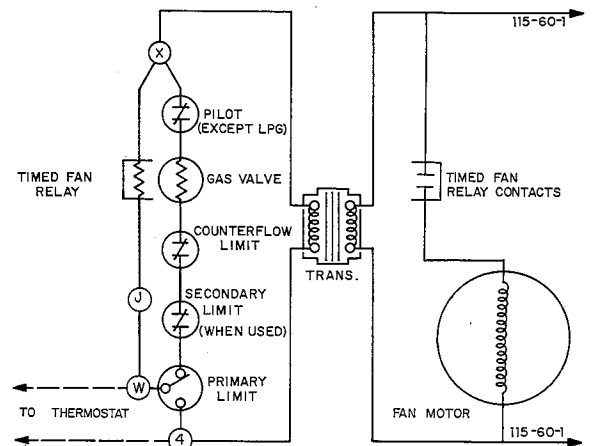 115-60-1
X
PILOT
(EXCEPT LPG)
TIMED FAN
RELAY
GAS VALVE
TIMED FAN
RELAY CONTACTS
COUNTERFLOW
LIMIT
TRANS.
J
SECONDARY
LIMIT
(WHEN USED)
W
PRIMARY
LIMIT
TO THERMOSTAT
FAN MOTOR
4
115-60-1